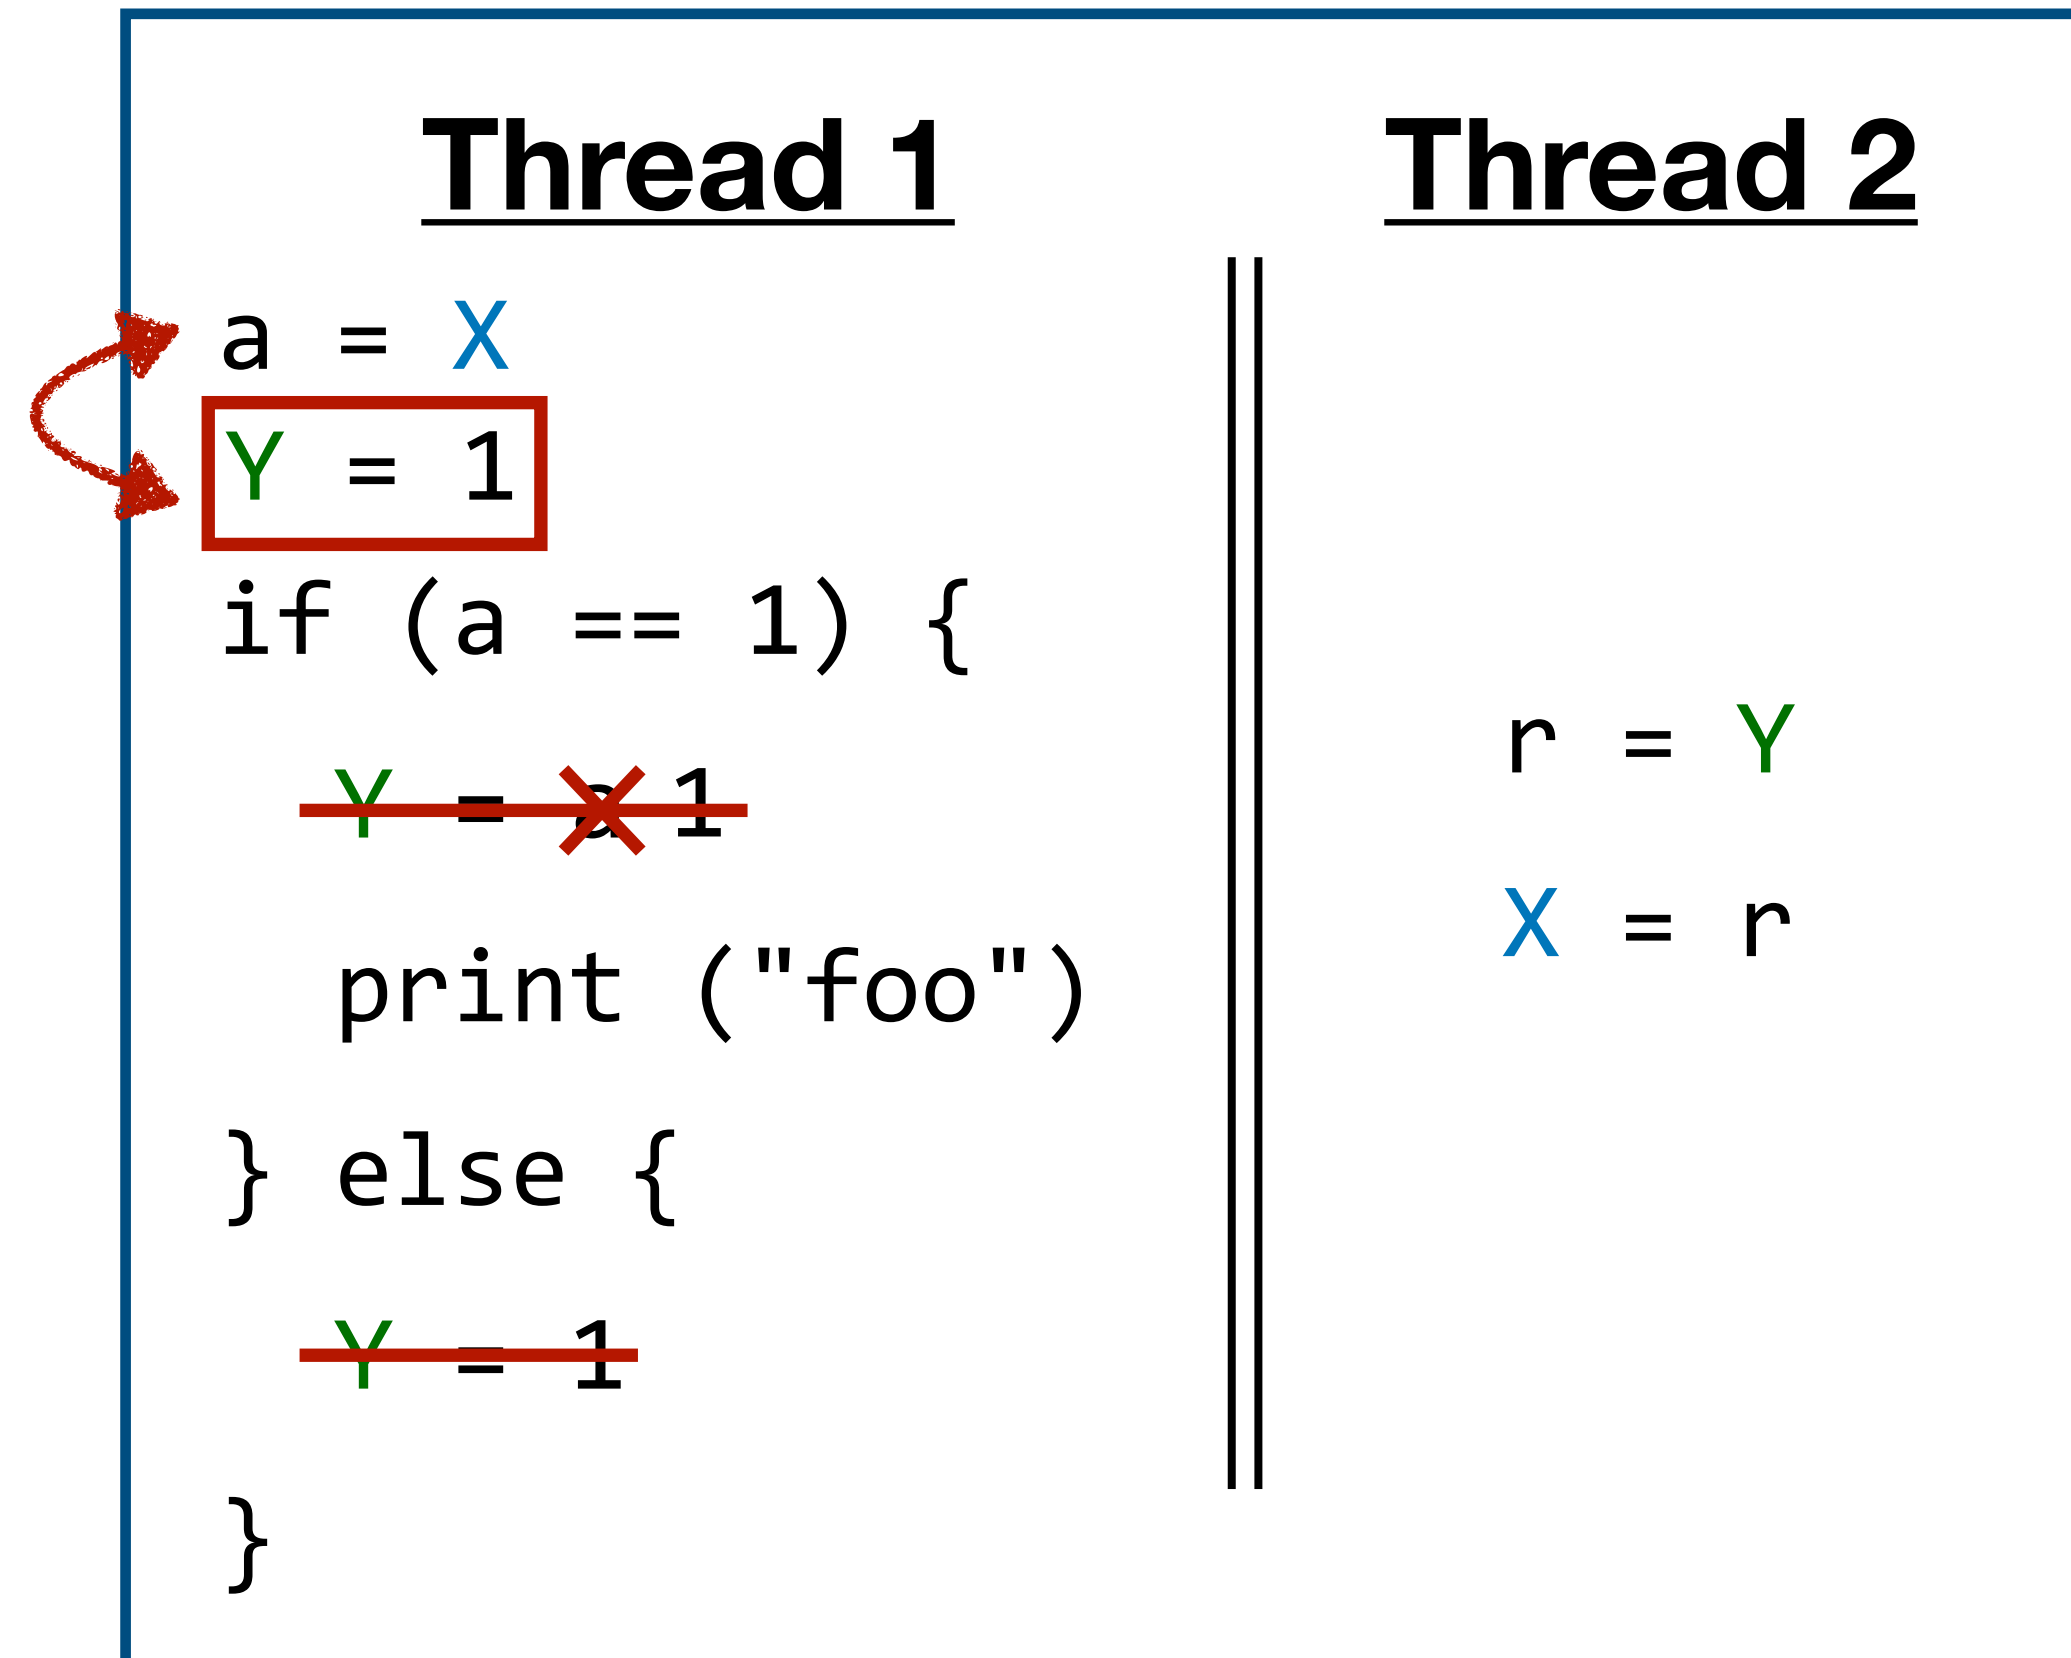 Thread 1
a = X
Y = 1
if (a == 1) {
Y = a 1
print ("foo")
} else {
Y = 1
}
Thread 2
r = Y
X = r